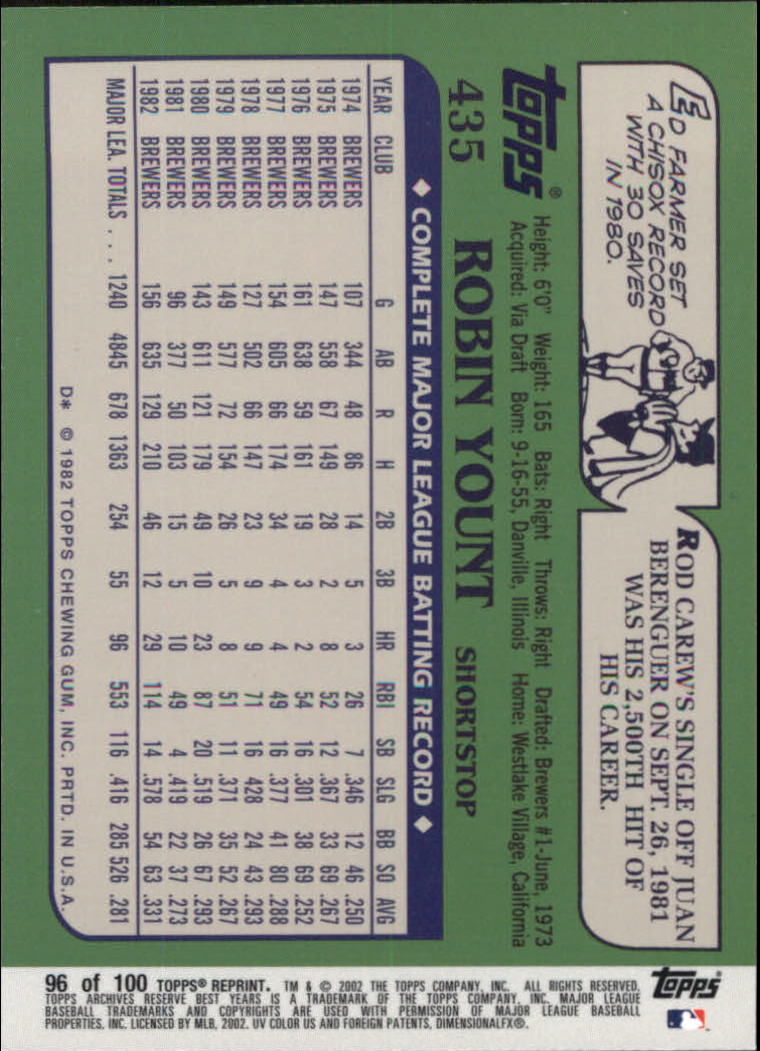 ED FARMER SET
A CHISOX RECORD
WITH 30 SAVES
IN 1980.
ROD CAREW'S SINGLE OFF JUAN
BERENGUER ON SEPT. 26, 1981
WAS HIS 2,500TH HIT OF
HIS CAREER.
Topps®
Height: 6'0" Weight: 165 Bats: Right Throws: Right Drafted: Brewers #1-June, 1973
Acquired: Via Draft Born: 9-16-55, Danville, Illinois Home: Westlake Village, California
435 ROBIN YOUNT SHORTSTOP
◆ COMPLETE MAJOR LEAGUE BATTING RECORD ◆
YEAR CLUB G AB R H 2B 3B HR RBI SB SLG BB SO AVG
1974 BREWERS 107 344 48 86 14 5 3 26 7 .346 12 46 .250
1975 BREWERS 147 558 67 149 28 2 8 52 12 .367 33 69 .267
1976 BREWERS 161 638 59 161 19 3 2 54 16 .301 38 69 .252
1977 BREWERS 154 605 66 174 34 4 4 49 16 .377 41 80 .288
1978 BREWERS 127 502 66 147 23 9 9 71 16 .428 24 43 .293
1979 BREWERS 149 577 72 154 26 5 8 51 11 .371 35 52 .267
1980 BREWERS 143 611 121 179 49 10 23 87 20 .519 26 67 .293
1981 BREWERS 96 377 50 103 15 5 10 49 4 .419 22 37 .273
1982 BREWERS 156 635 129 210 46 12 29 114 14 .578 54 63 .331
MAJOR LEA. TOTALS . . . 1240 4845 678 1363 254 55 96 553 116 .416 285 526 .281
D* © 1982 TOPPS CHEWING GUM, INC. PRTD. IN U.S.A.
96 of 100 TOPPS® REPRINT. TM & © 2002 THE TOPPS COMPANY, INC. ALL RIGHTS RESERVED.
TOPPS ARCHIVES RESERVE BEST YEARS IS A TRADEMARK OF THE TOPPS COMPANY, INC. MAJOR LEAGUE
BASEBALL TRADEMARKS AND COPYRIGHTS ARE USED WITH PERMISSION OF MAJOR LEAGUE BASEBALL
PROPERTIES, INC. LICENSED BY MLB, 2002. UV COLOR US AND FOREIGN PATENTS, DIMENSIONALFX®.
Topps®